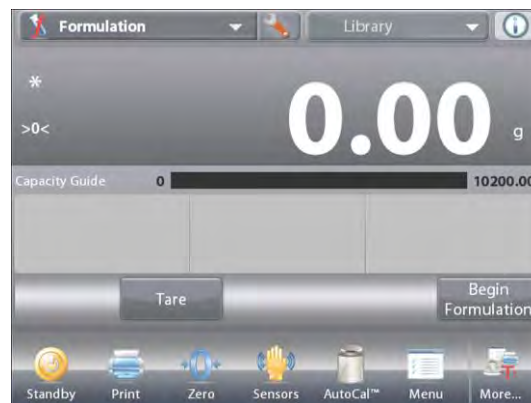 Formulation Library
*
0.00 g
>0<
Capacity Guide 0 10200.00
Tare
Begin
Formulation
Standby Print Zero Sensors AutoCal™ Menu More...